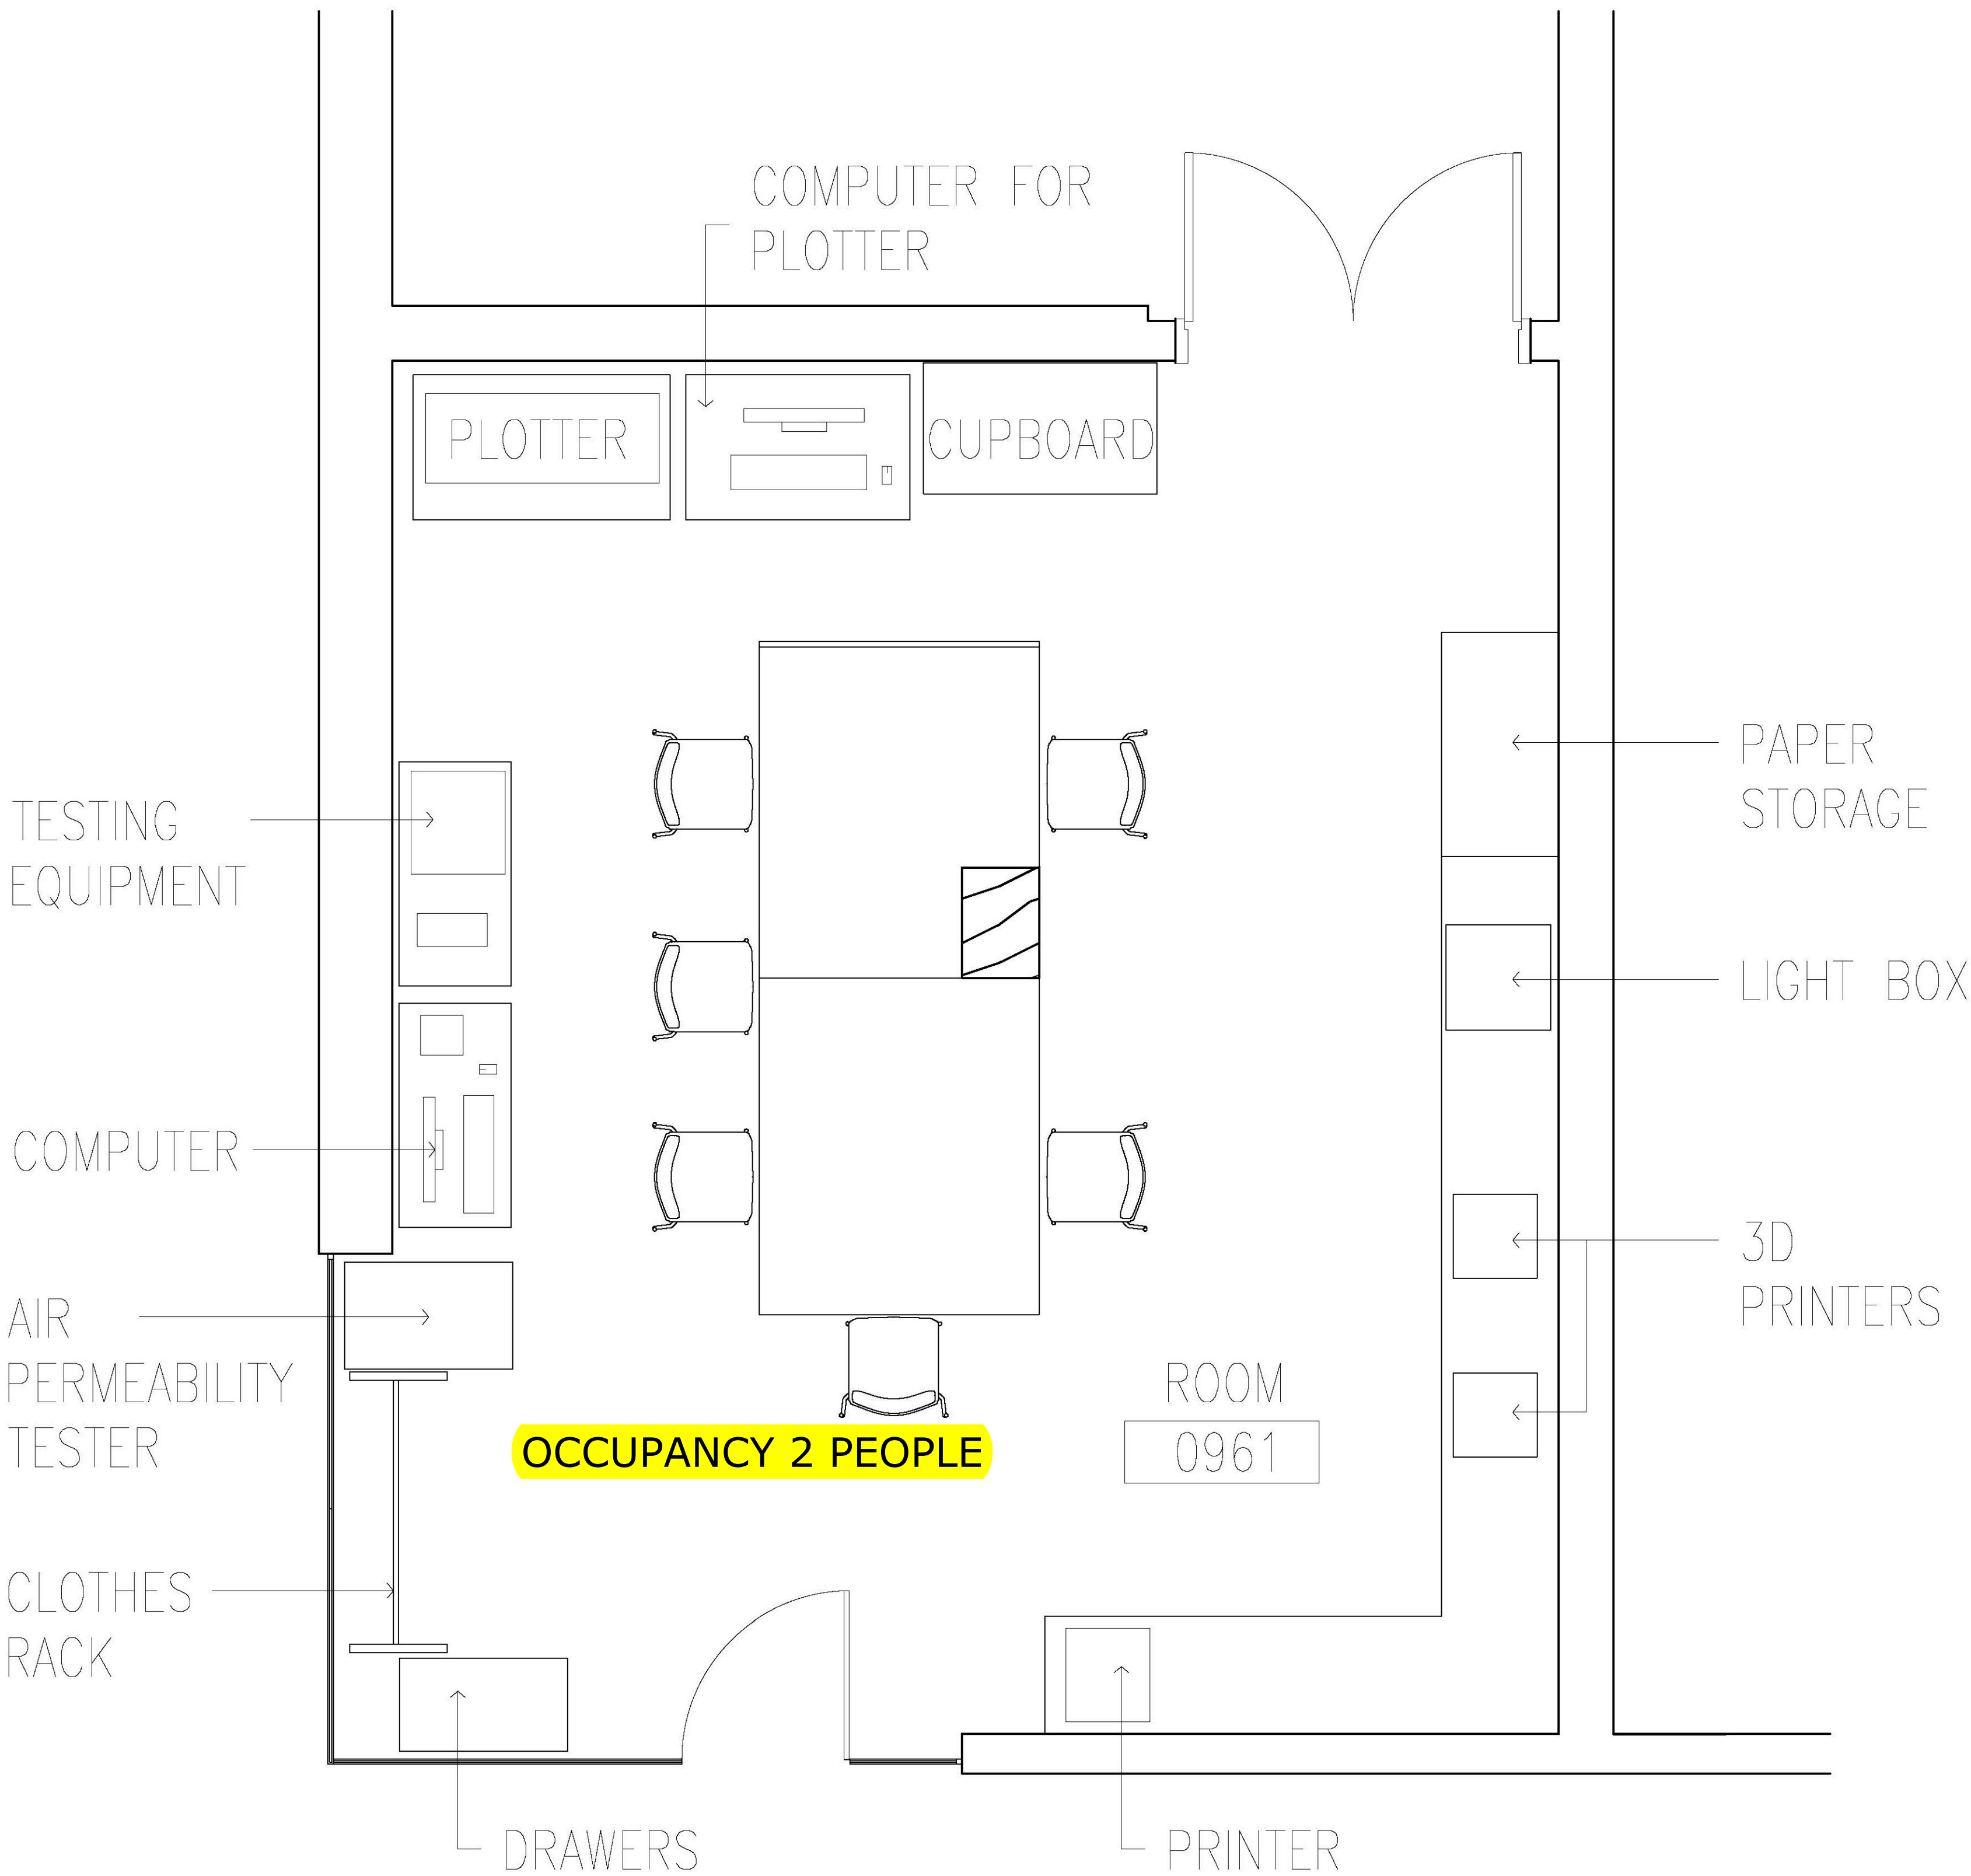 COMPUTER FOR
PLOTTER
PLOTTER
CUPBOARD
TESTING
EQUIPMENT
PAPER
STORAGE
LIGHT BOX
COMPUTER
3D
PRINTERS
AIR
PERMEABILITY
TESTER
ROOM
0961
OCCUPANCY 2 PEOPLE
CLOTHES
RACK
DRAWERS
PRINTER